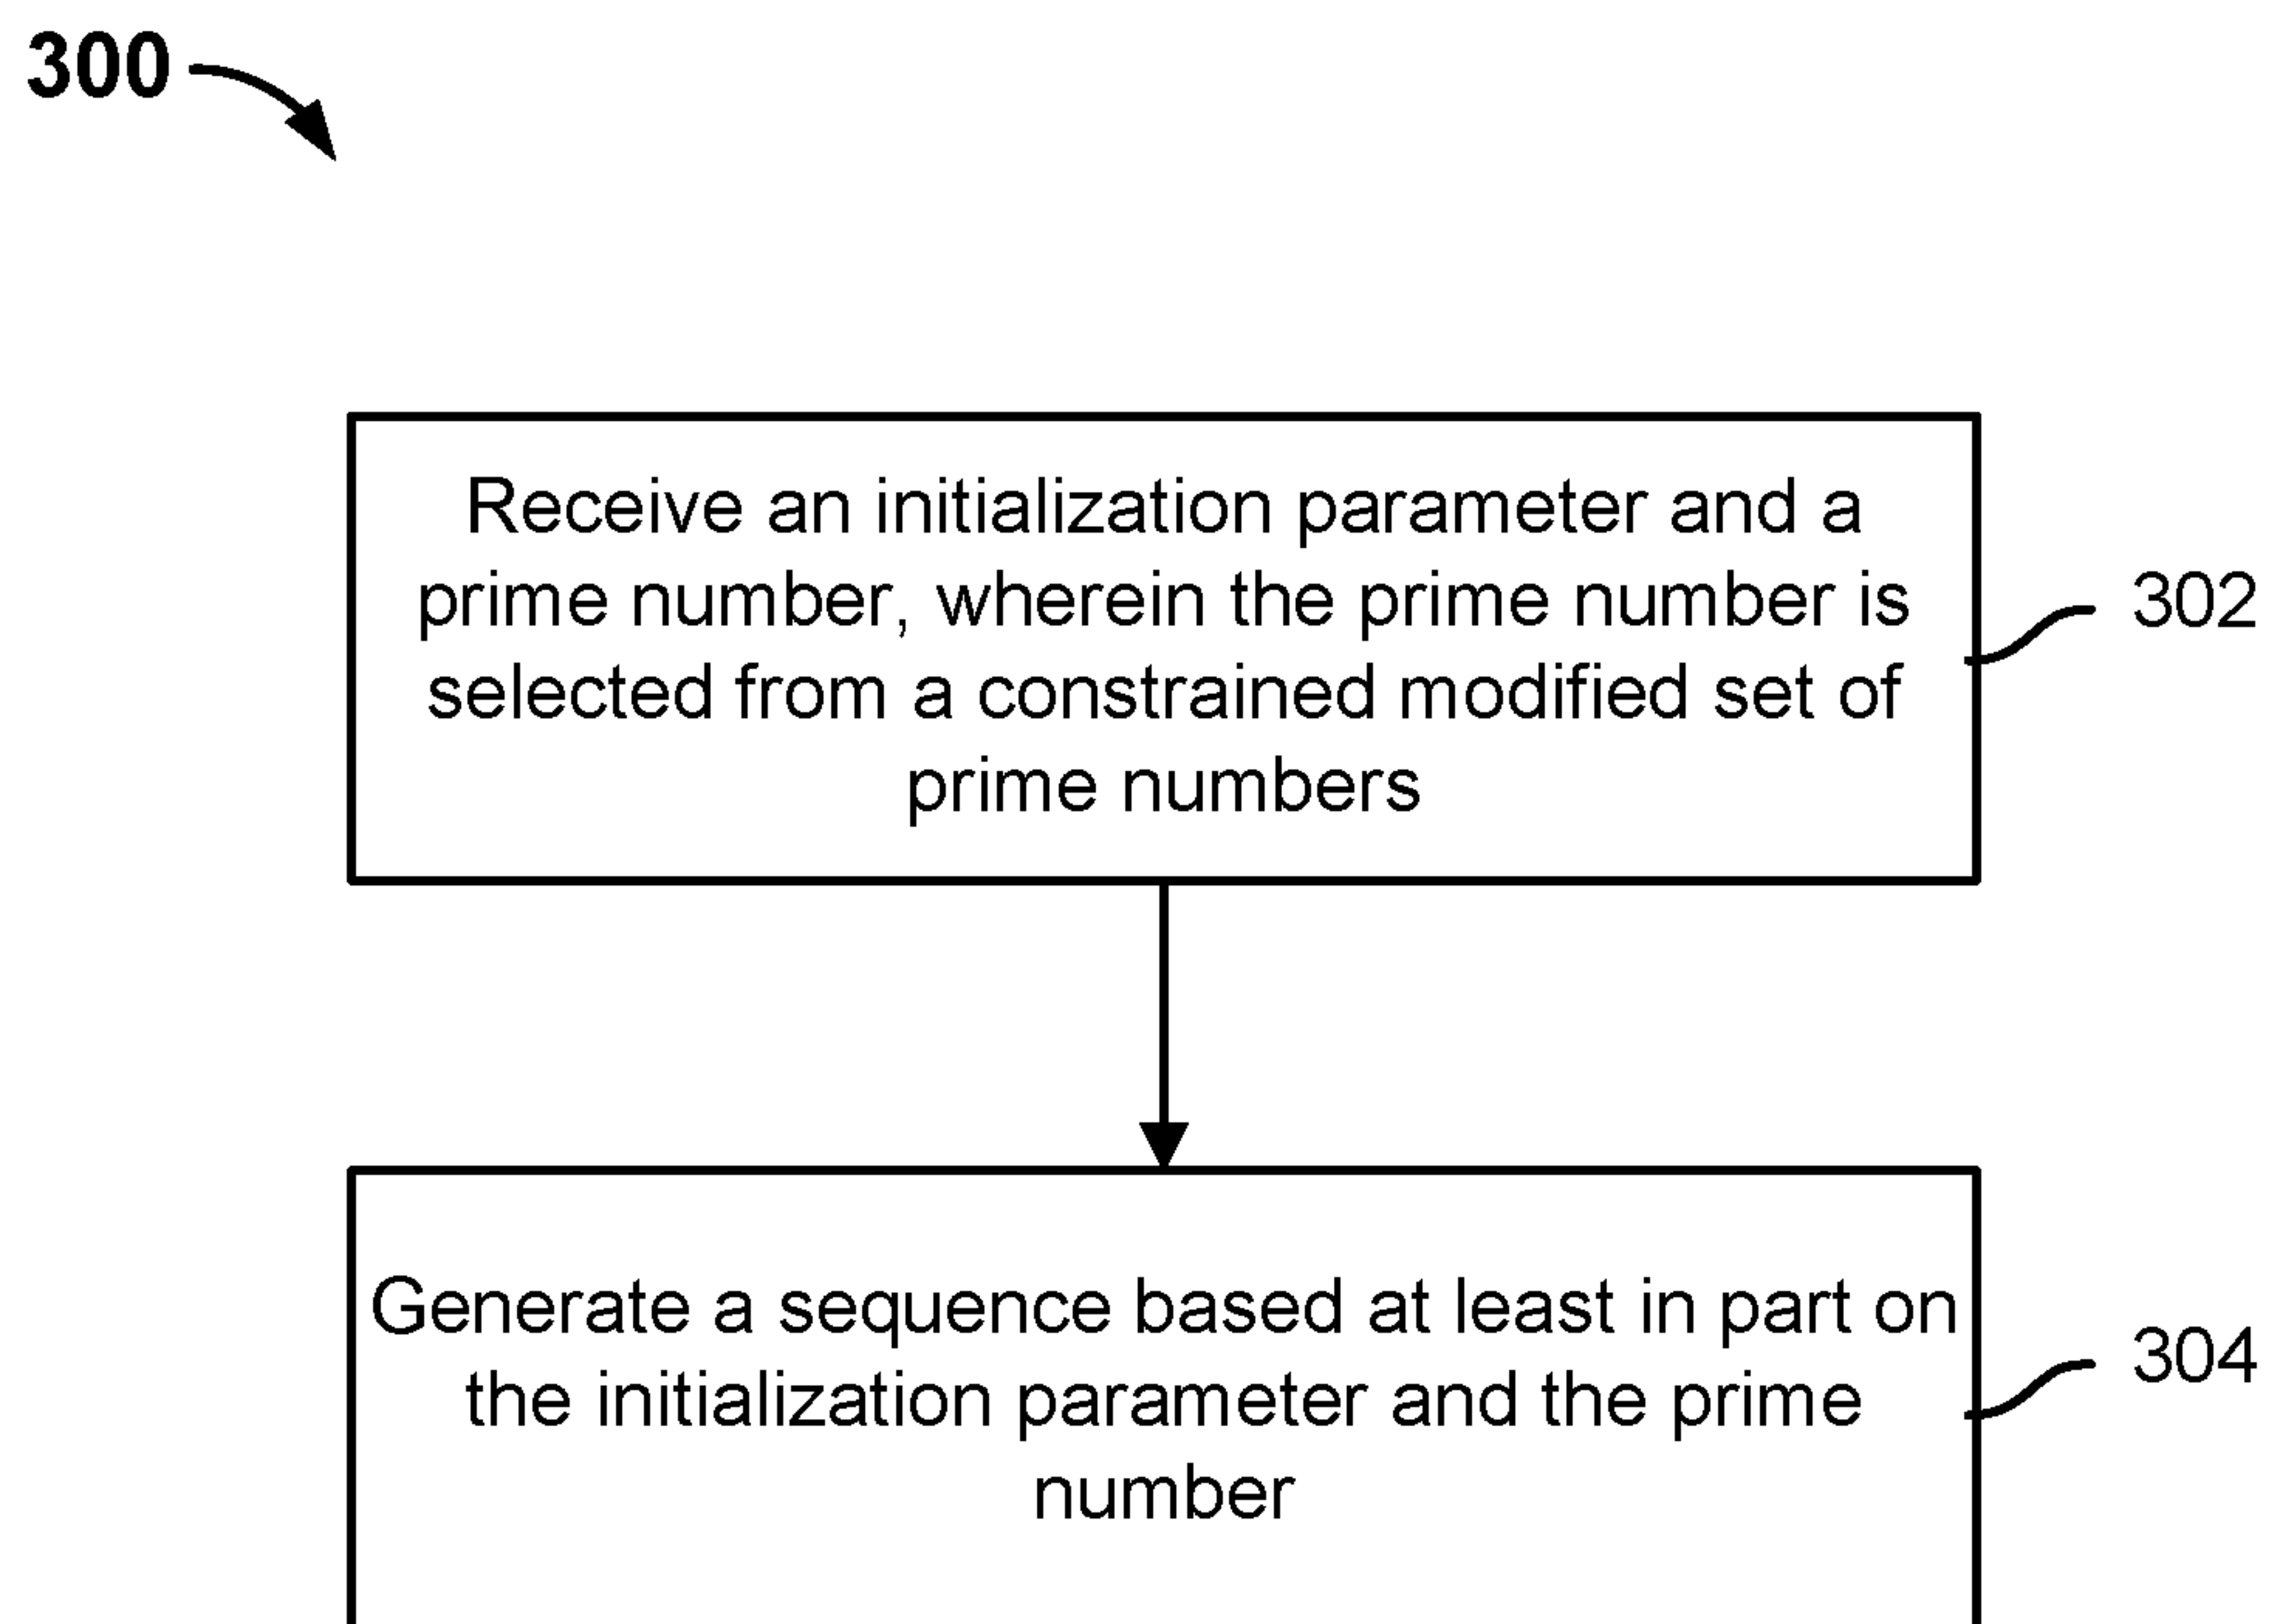 300
Receive an initialization parameter and a
prime number, wherein the prime number is
selected from a constrained modified set of
prime numbers
302
Generate a sequence based at least in part on
the initialization parameter and the prime
number
304